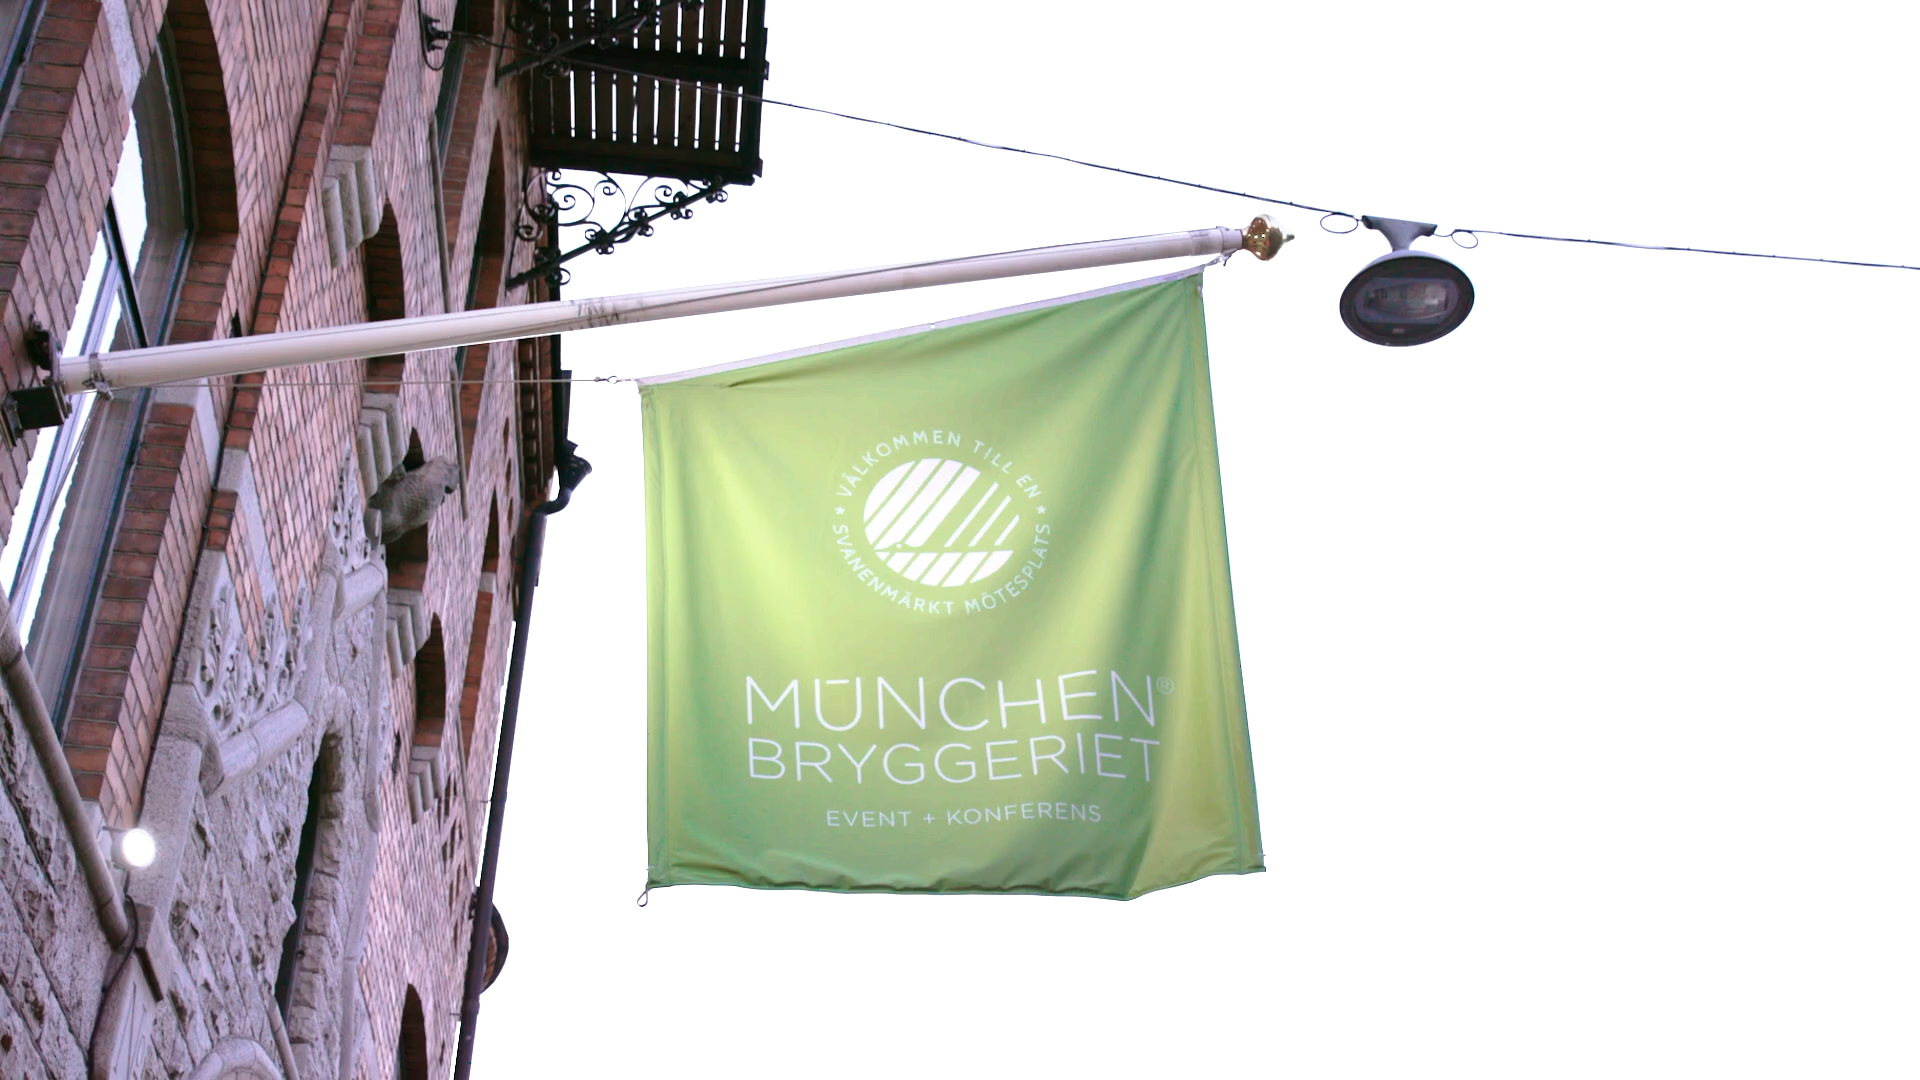 VÄLKOMMEN TILL EN
* SVANENMÄRKT MÖTESPLATS *
MÜNCHEN®
BRYGGERIET
EVENT + KONFERENS